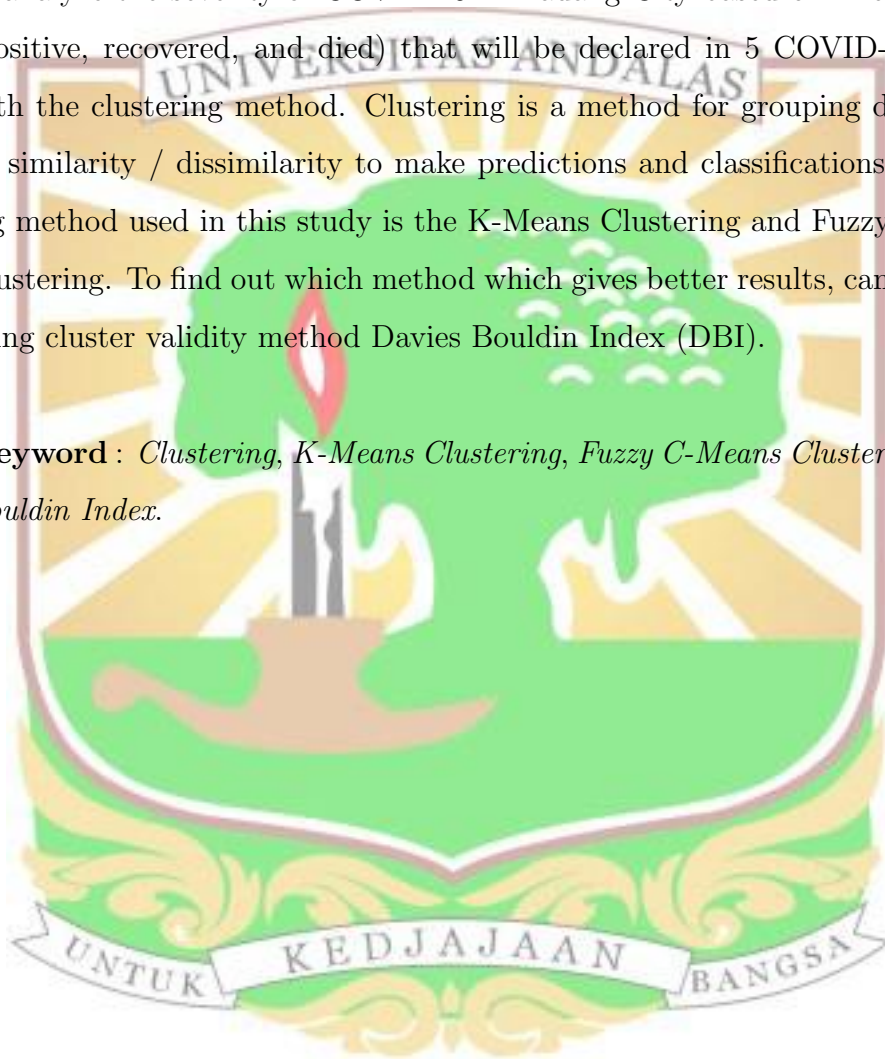 ositive, recovered, and died) that will be declared in 5 COVID-
UNIVERSITAS ANDALAS
th the clustering method. Clustering is a method for grouping d
similarity / dissimilarity to make predictions and classifications
g method used in this study is the K-Means Clustering and Fuzzy
ustering. To find out which method which gives better results, can
ing cluster validity method Davies Bouldin Index (DBI).
eyword : Clustering, K-Means Clustering, Fuzzy C-Means Cluster
ouldin Index.
UNTUK KEDJAJAAN BANGSA